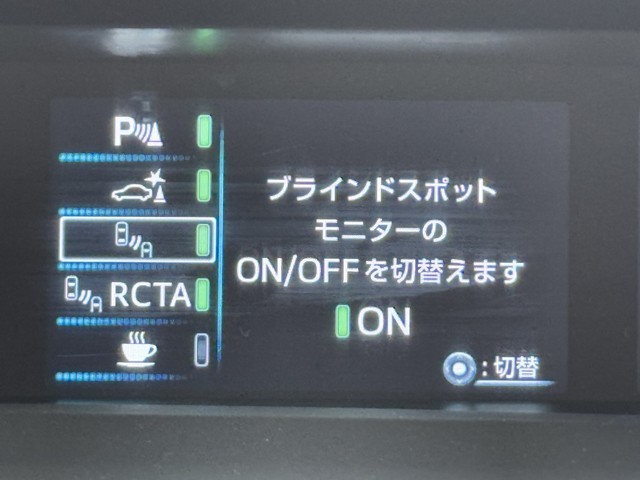 P
ブラインドスポット
モニターの
ON/OFFを切替えます
RCTA
ON
:切替